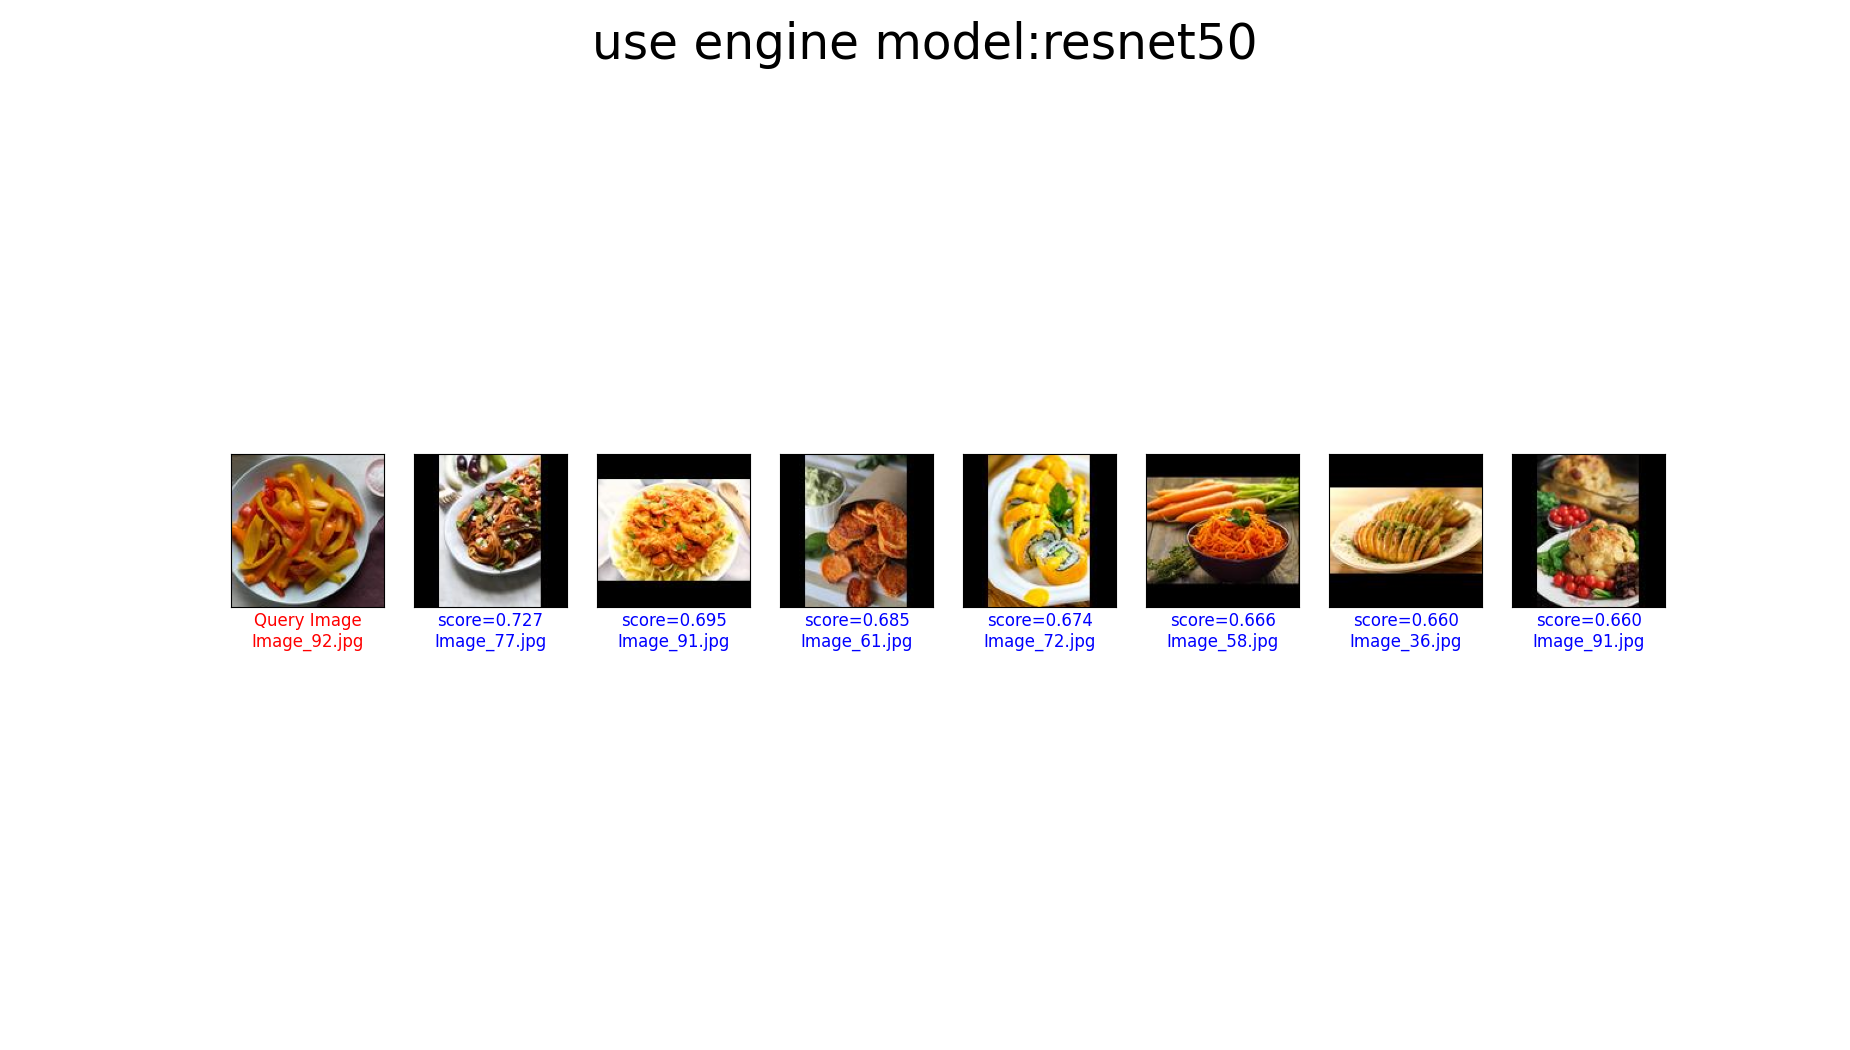 use engine model:resnet50
Query Image
Image_92.jpg
score=0.727
Image_77.jpg
score=0.695
Image_91.jpg
score=0.685
Image_61.jpg
score=0.674
Image_72.jpg
score=0.666
Image_58.jpg
score=0.660
Image_36.jpg
score=0.660
Image_91.jpg